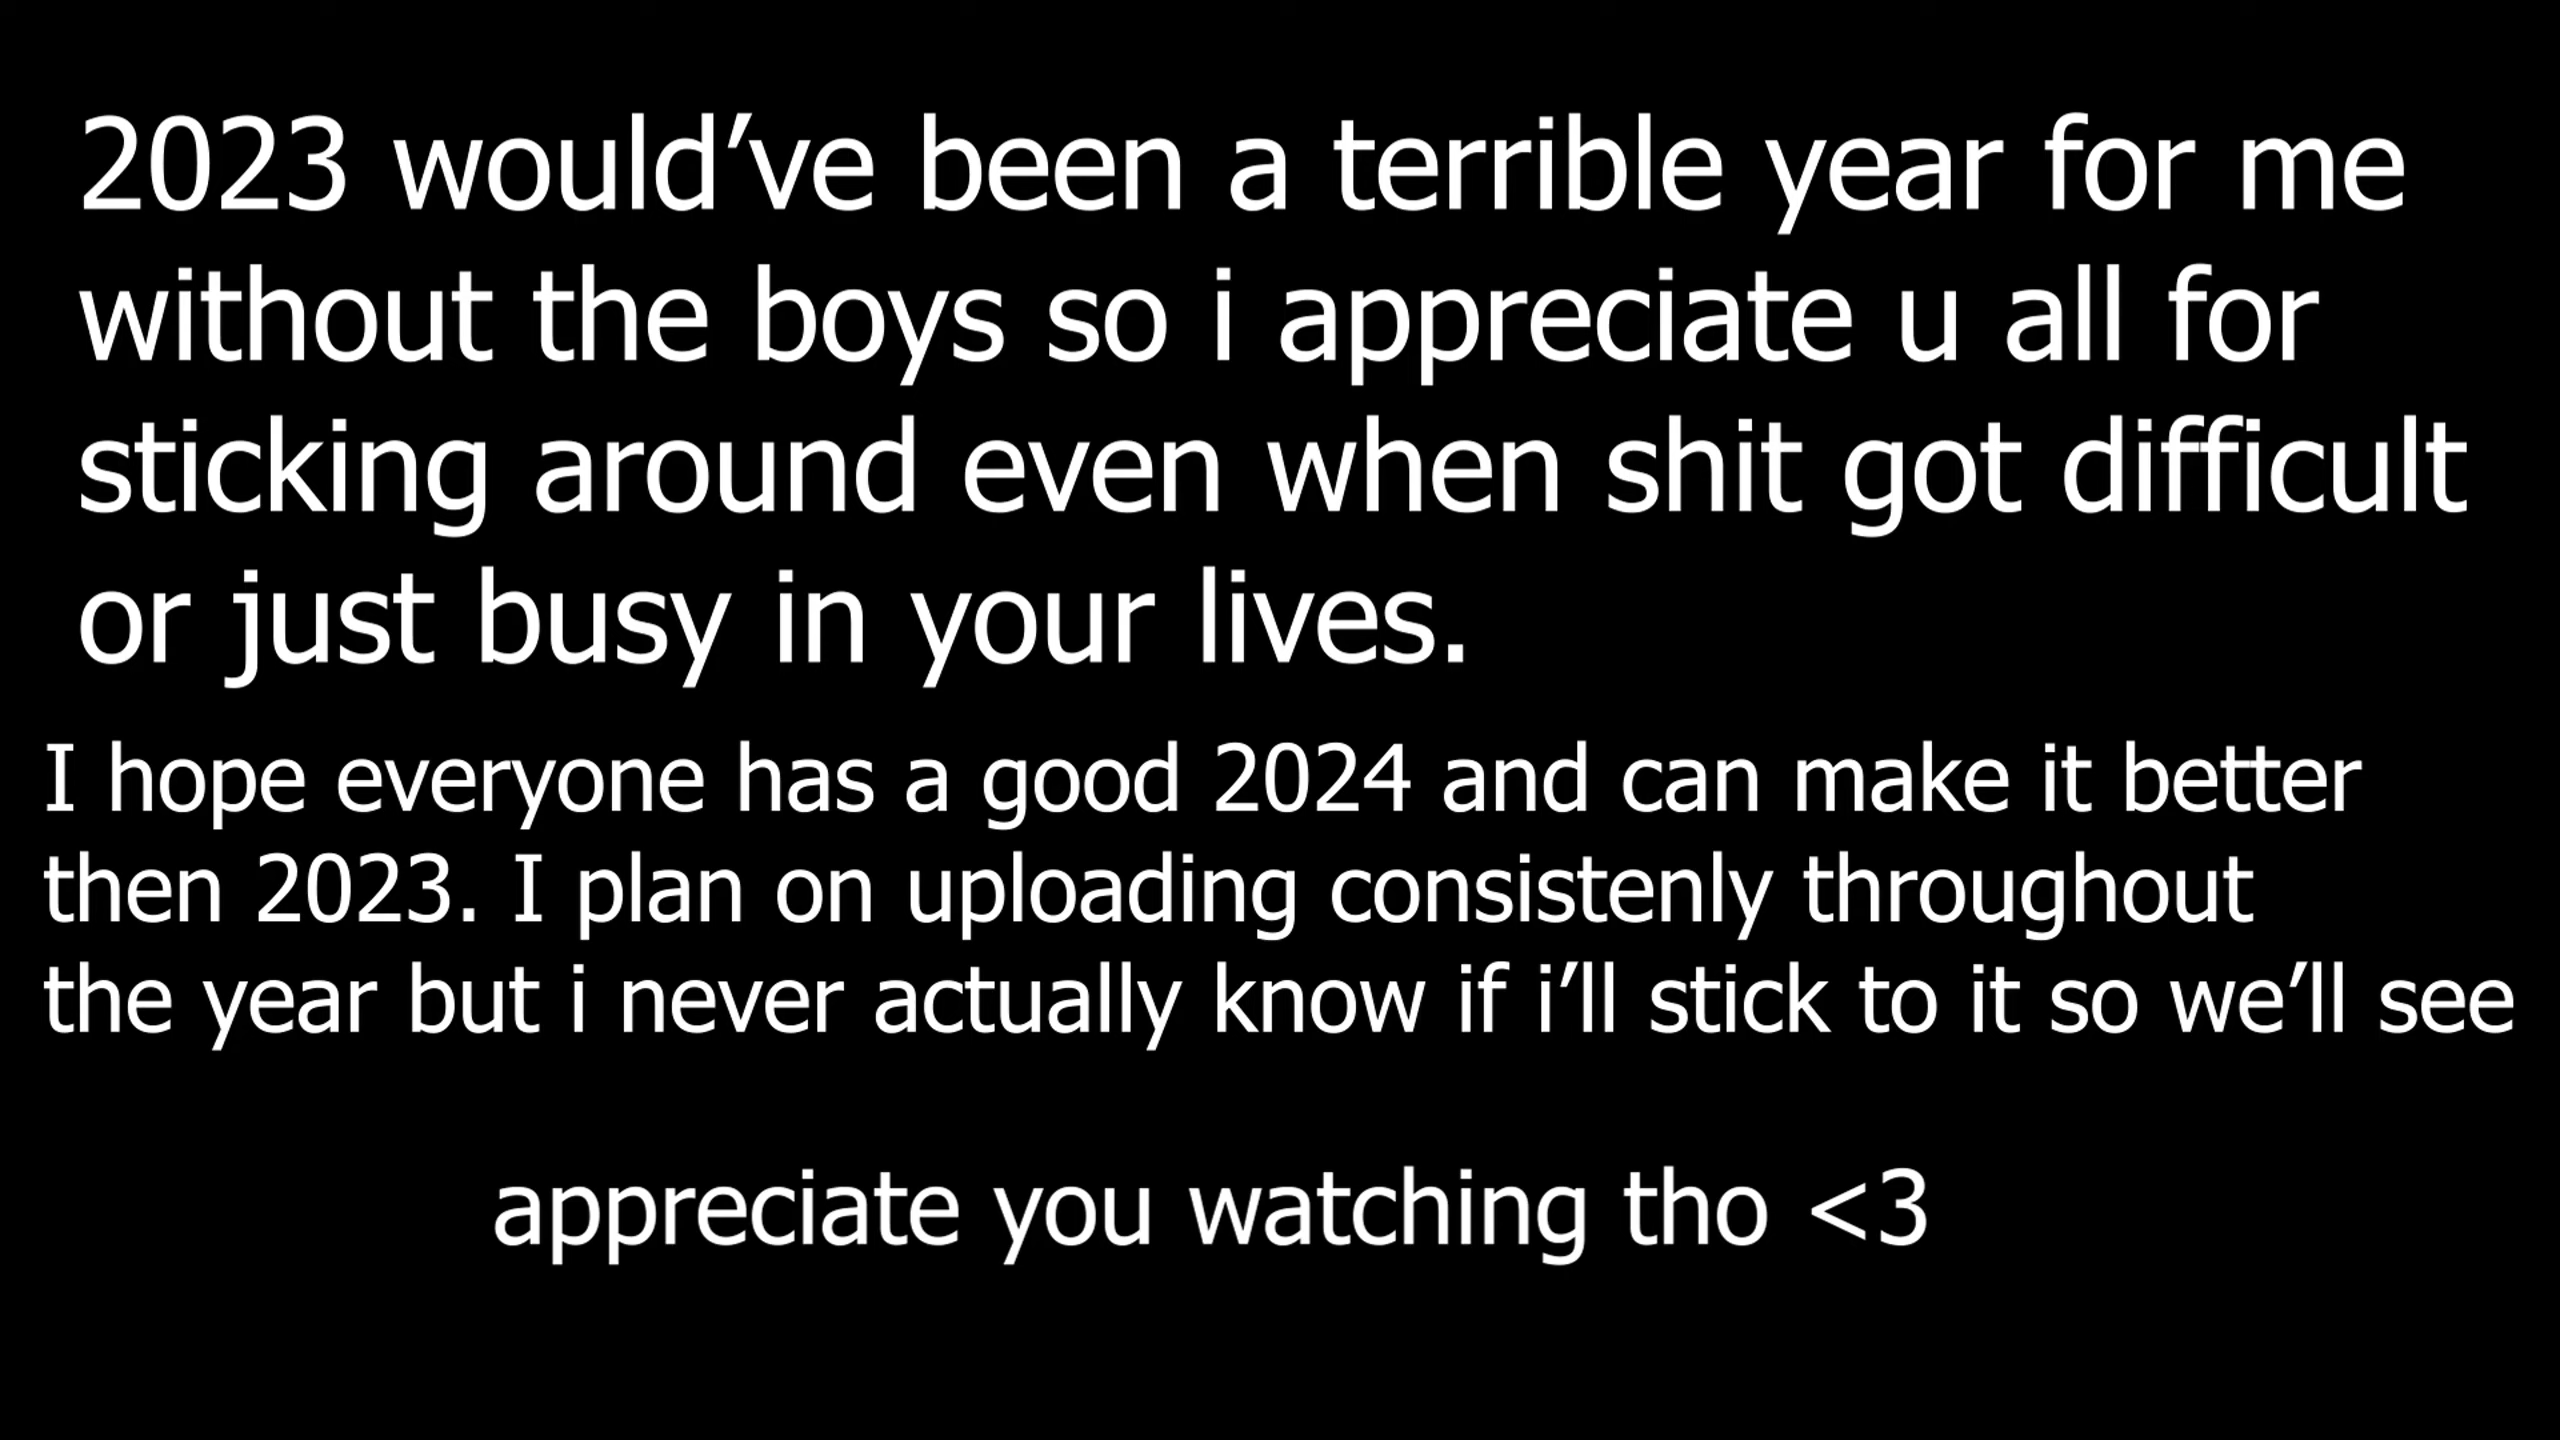 2023 would’ve been a terrible year for me
without the boys so i appreciate u all for
sticking around even when shit got difficult
or just busy in your lives.
I hope everyone has a good 2024 and can make it better
then 2023. I plan on uploading consistenly throughout
the year but i never actually know if i’ll stick to it so we’ll see
appreciate you watching tho <3